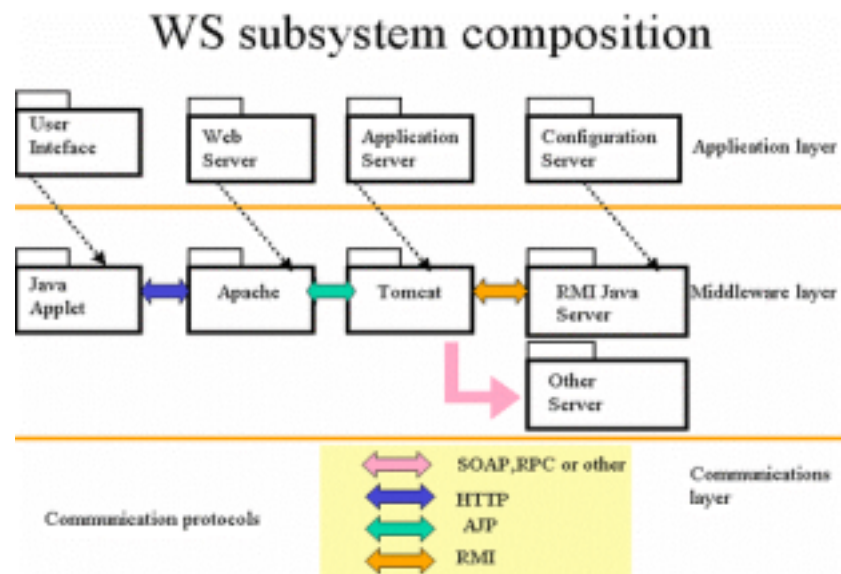 WS subsystem composition
User
Inteface
Web
Server
Application
Server
Configuration
Server
Application layer
Java
Applet
Apache
Tomcat
RMI Java
Server
Middleware layer
Other
Server
SOAP,RPC or other
HTTP
AJP
RMI
Communication protocols
Communications
layer